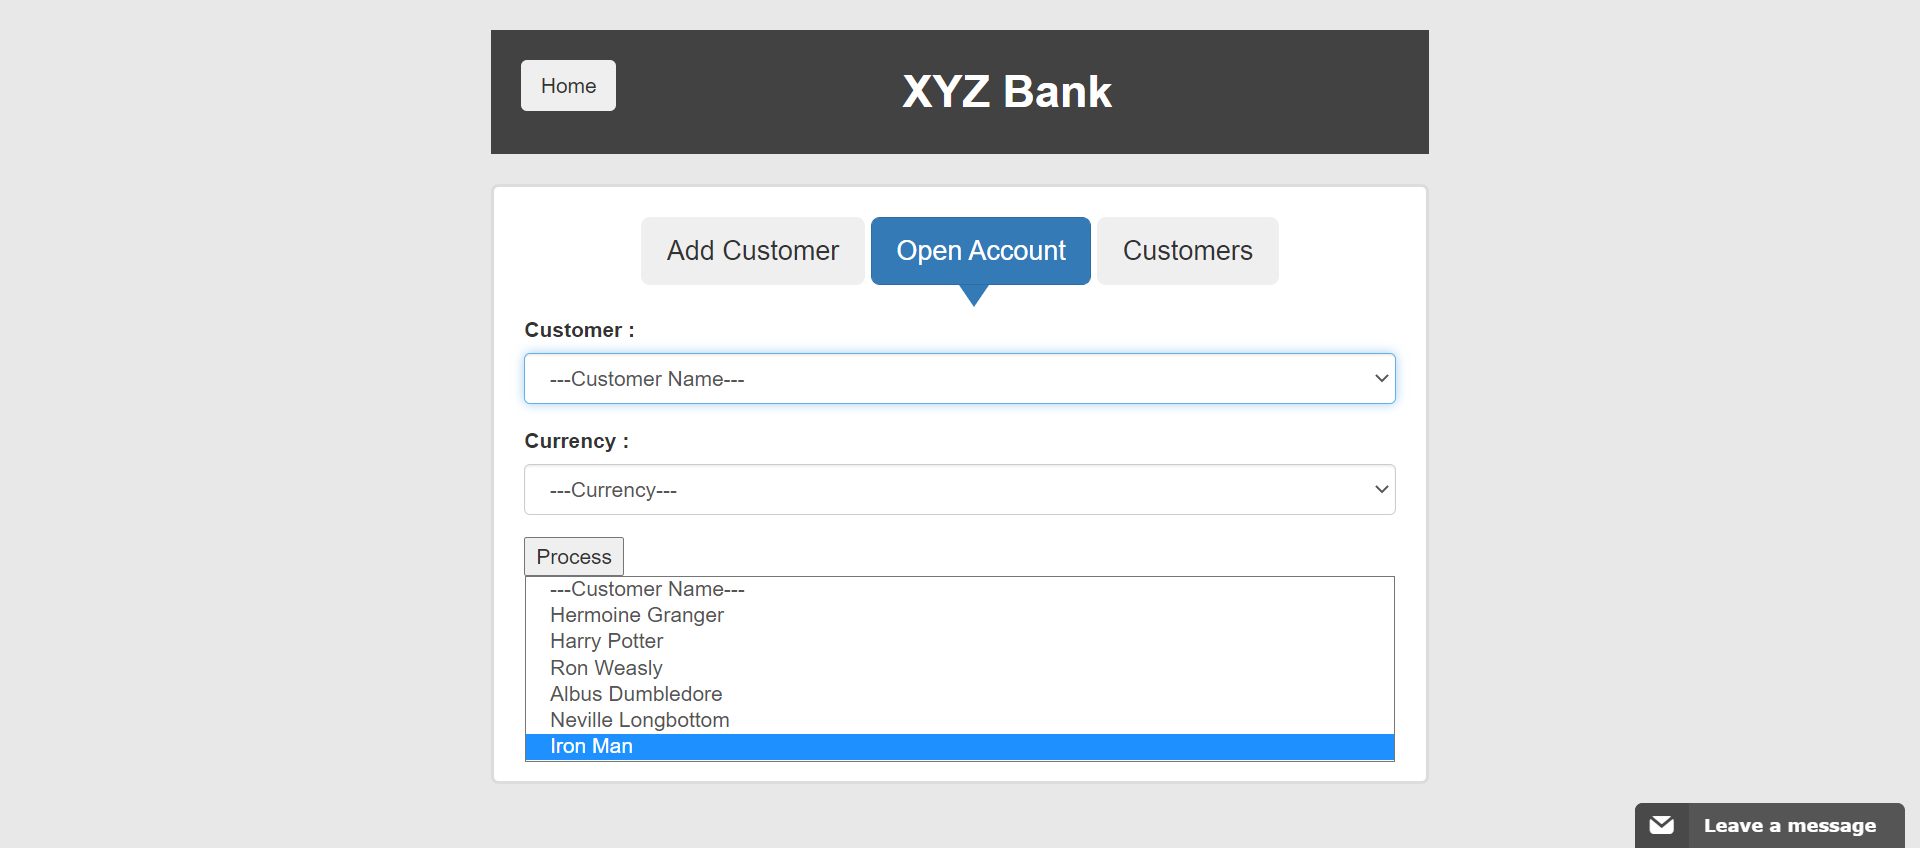 Home
XYZ Bank
Add Customer
Open Account
Customers
Customer :
---Customer Name---
Currency :
---Currency---
Process
---Customer Name---
Hermoine Granger
Harry Potter
Ron Weasly
Albus Dumbledore
Neville Longbottom
Iron Man
Leave a message